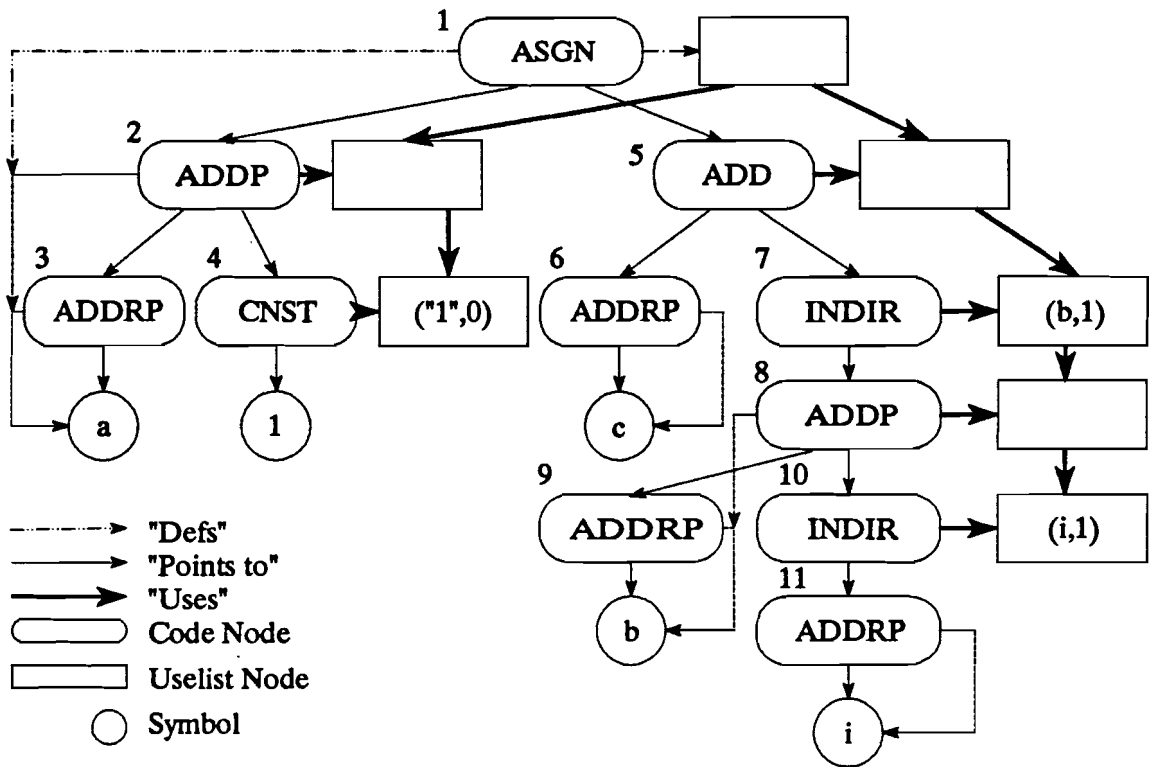 1
ASGN
2
ADDP
5
ADD
3
ADDRP
4
CNST
("1",0)
6
ADDRP
7
INDIR
(b,1)
a
1
c
8
ADDP
9
ADDRP
10
INDIR
(i,1)
11
ADDRP
b
i
"Defs"
"Points to"
"Uses"
Code Node
Uselist Node
Symbol